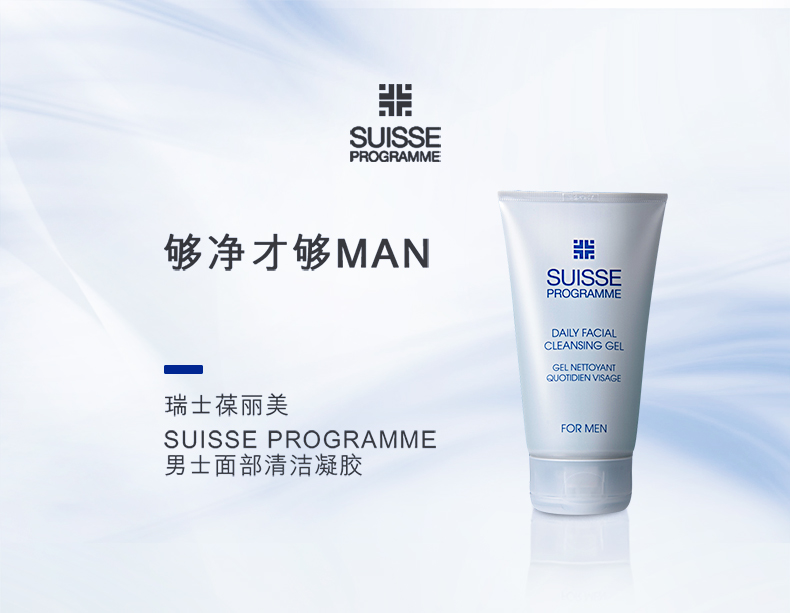 SUISSE
PROGRAMME
够净才够MAN
瑞士葆丽美
SUISSE PROGRAMME
男士面部清洁凝胶
SUISSE
PROGRAMME
DAILY FACIAL
CLEANSING GEL
GEL NETTOYANT
QUOTIDIEN VISAGE
FOR MEN